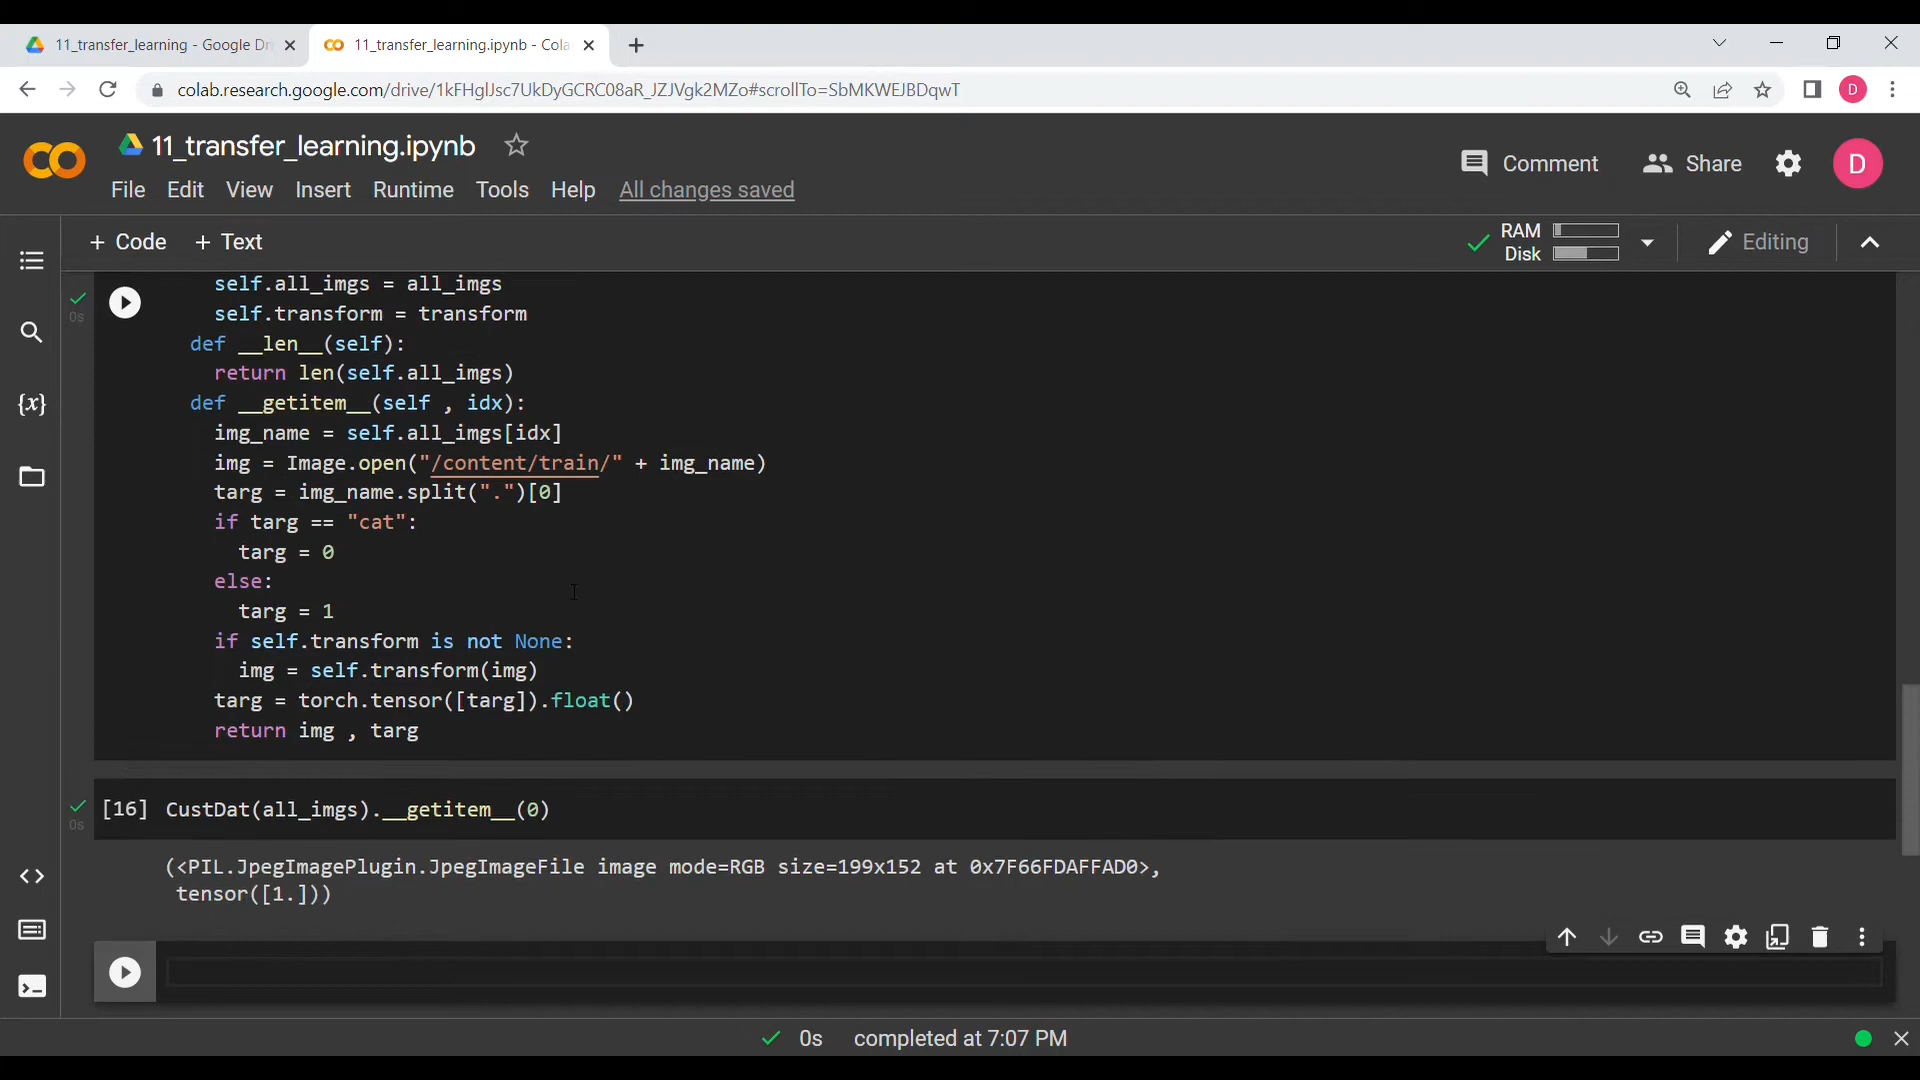 11_transfer_learning - Google Dr
11_transfer_learning.ipynb - Cola
colab.research.google.com/drive/1kFHglJsc7UkDyGCRC08aR_JZJVgk2MZo#scrollTo=SbMKWEJBDqwT
D
11_transfer_learning.ipynb
Comment
Share
D
File Edit View Insert Runtime Tools Help All changes saved
+ Code + Text
RAM
Disk
Editing
0s
self.all_imgs = all_imgs
self.transform = transform
def __len__(self):
return len(self.all_imgs)
def __getitem__(self , idx):
img_name = self.all_imgs[idx]
img = Image.open("/content/train/" + img_name)
targ = img_name.split(".")[0]
if targ == "cat":
targ = 0
else:
targ = 1
if self.transform is not None:
img = self.transform(img)
targ = torch.tensor([targ]).float()
return img , targ
[16] CustDat(all_imgs).__getitem__(0)
0s
(<PIL.JpegImagePlugin.JpegImageFile image mode=RGB size=199x152 at 0x7F66FDAFFAD0>,
tensor([1.]))
0s completed at 7:07 PM